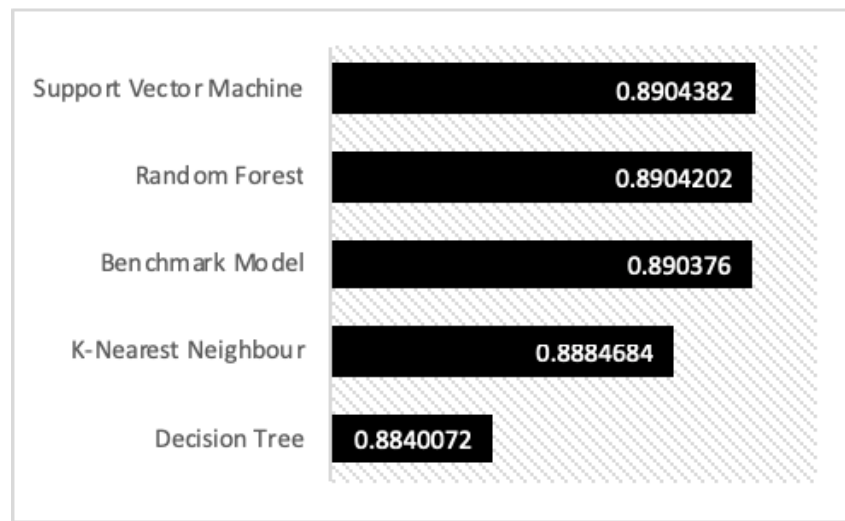 Support Vector Machine 0.8904382
Random Forest 0.8904202
Benchmark Model 0.890376
K-Nearest Neighbour 0.8884684
Decision Tree 0.8840072